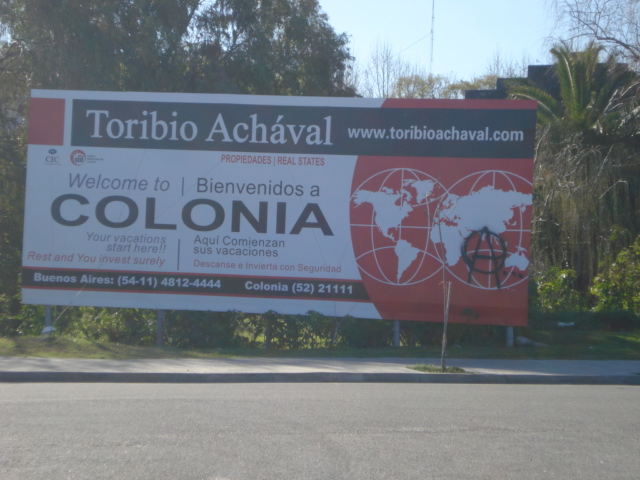 Toribio Achával www.toribioachaval.com
PROPIEDADES | REAL STATES
CIC
Welcome to | Bienvenidos a
COLONIA
Your vacations start here!!
Rest and You invest surely
Aquí Comienzan sus vacaciones
Descanse e Invierta con Seguridad
Buenos Aires: (54-11) 4812-4444 Colonia (52) 21111
A